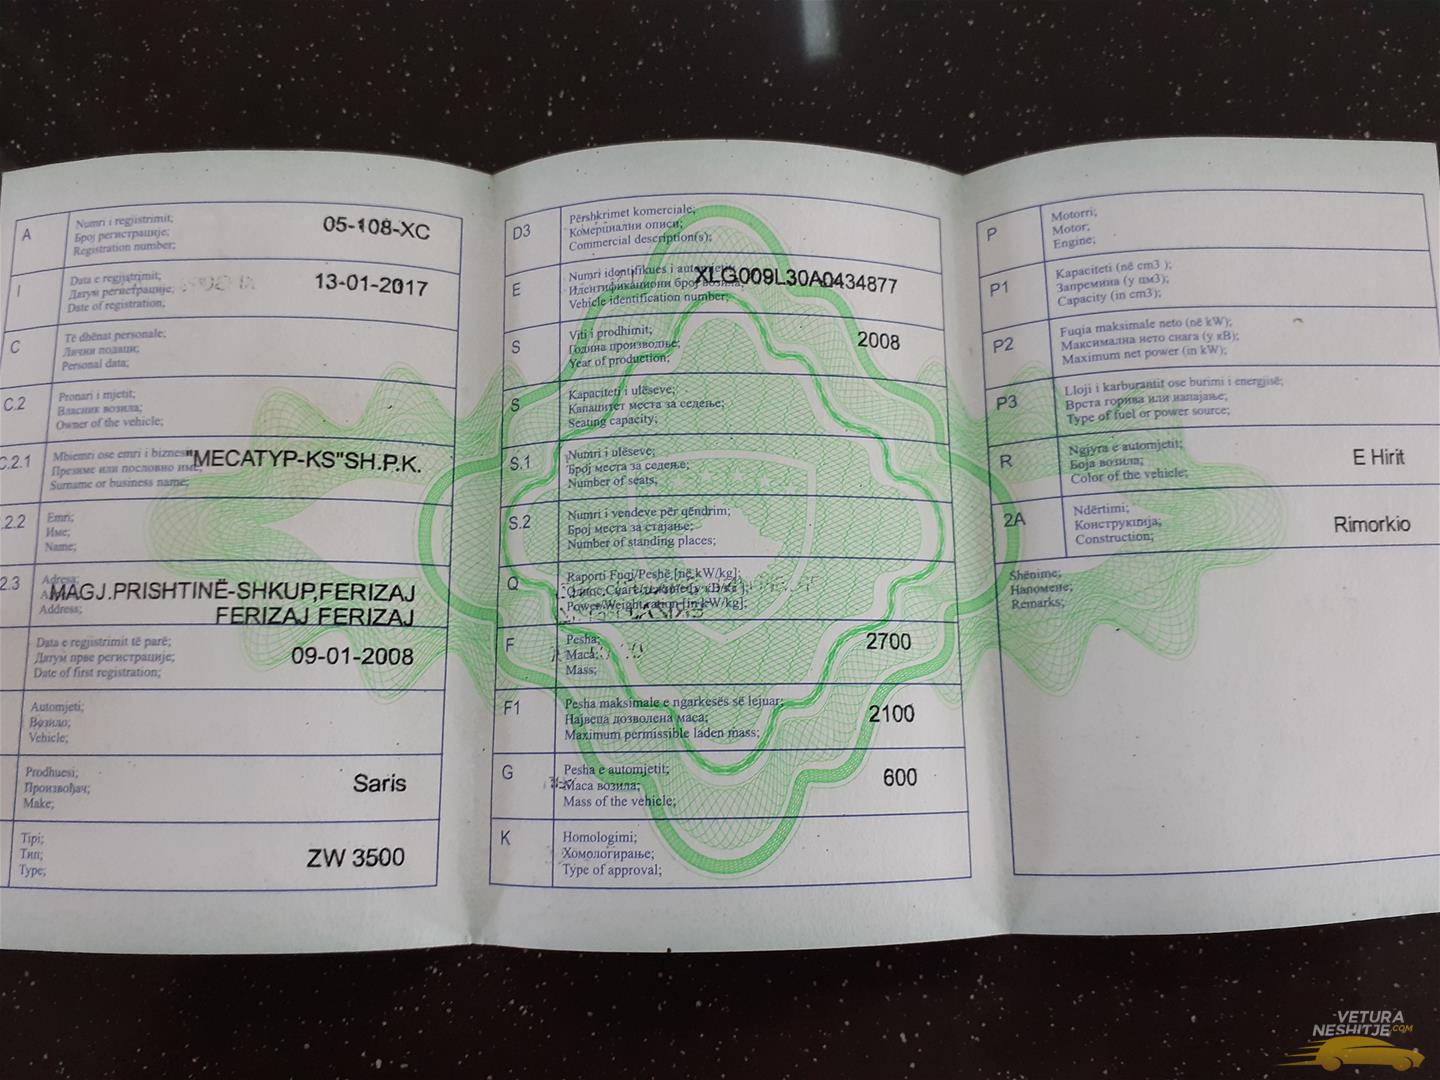 A
Numri i regjistrimit;
Број регистрације;
Registration number;
05-108-XC
I
Data e regjistrimit;
Датум регистрације;
Date of registration;
13-01-2017
C
Të dhënat personale;
Лични подаци;
Personal data;
C.2
Pronari i mjetit;
Власник возила;
Owner of the vehicle;
C.2.1
Mbiemri ose emri i biznesit;
Презиме или пословно име;
Surname or business name;
"MECATYP-KS"SH.P.K.
.2.2
Emri;
Име;
Name;
2.3
Adresa;
Address;
MAGJ.PRISHTINË-SHKUP,FERIZAJ
FERIZAJ FERIZAJ
Data e regjistrimit të parë;
Датум прве регистрације;
Date of first registration;
09-01-2008
Automjeti;
Возило;
Vehicle;
Prodhuesi;
Произвођач;
Make;
Saris
Tipi;
Тип;
Type;
ZW 3500
D3
Përshkrimet komerciale;
Комерцијални описи;
Commercial description(s);
E
Numri identifikues i automjetit;
Идентификациони број возила;
Vehicle identification number;
XLG009L30A0434877
S
Viti i prodhimit;
Година производње;
Year of production;
2008
S
Kapaciteti i ulëseve;
Капацитет места за седење;
Seating capacity;
S.1
Numri i ulëseve;
Број места за седење;
Number of seats;
S.2
Numri i vendeve për qëndrim;
Број места за стајање;
Number of standing places;
Q
Raporti Fuqi/Peshë [në kW/kg];
Power/Weight ration [in kW/kg];
F
Pesha;
Маса;
Mass;
2700
F1
Pesha maksimale e ngarkesës së lejuar;
Највећа дозвољена маса;
Maximum permissible laden mass;
2100
G
Pesha e automjetit;
Маса возила;
Mass of the vehicle;
600
K
Homologimi;
Хомологирање;
Type of approval;
P
Motorri;
Мотор;
Engine;
P1
Kapaciteti (në cm3 );
Запремина (у цм3);
Capacity (in cm3);
P2
Fuqia maksimale neto (në kW);
Максимална нето снага (у кВ);
Maximum net power (in kW);
P3
Lloji i karburantit ose burimi i energjisë;
Врста горива или напајање;
Type of fuel or power source;
R
Ngjyra e automjetit;
Боја возила;
Color of the vehicle;
E Hirit
2A
Ndërtimi;
Конструкција;
Construction;
Rimorkio
Shënime;
Напомене;
Remarks;
VETURA
NESHITJE.COM